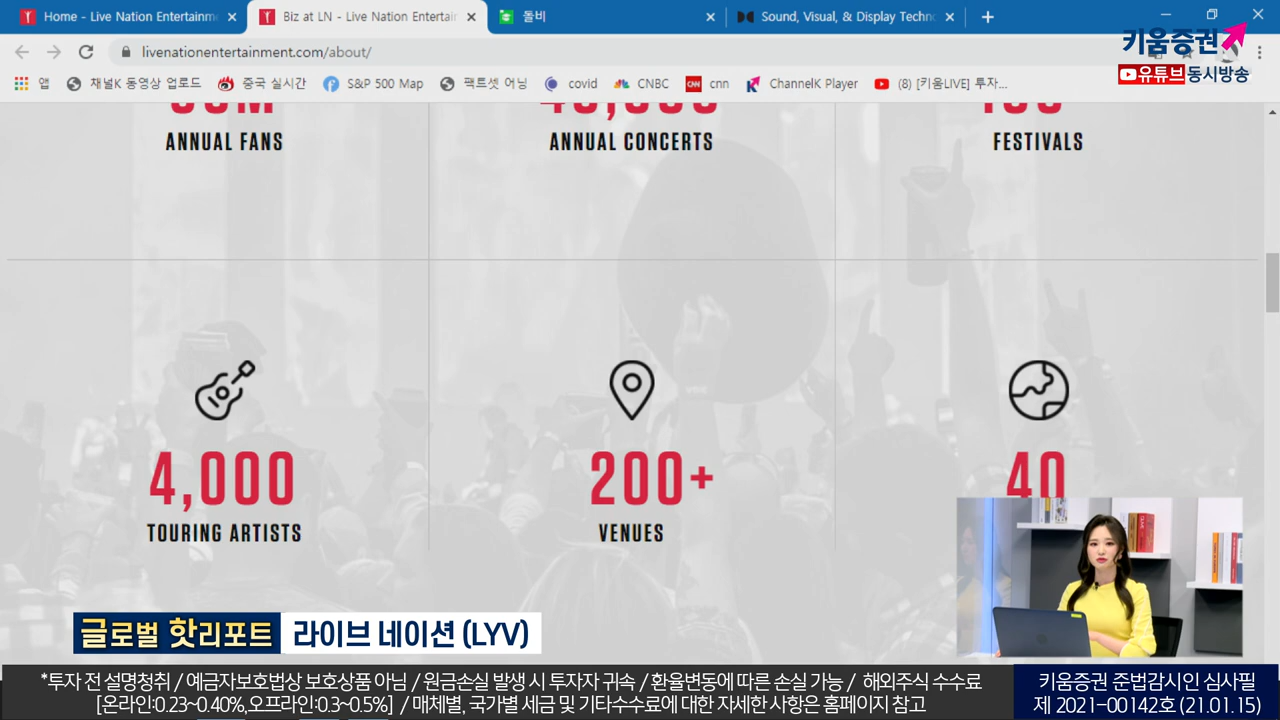 Home - Live Nation Entertainm
Biz at LN - Live Nation Entertain
돌비
Sound, Visual, & Display Techno
livenationentertainment.com/about/
키움증권
유튜브동시방송
앱
채널K 동영상 업로드
중국 실시간
S&P 500 Map
포트셋 어닝
covid
CNBC
CNN
cnn
ChannelK Player
(8) [키움LIVE] 투자...
ANNUAL FANS
ANNUAL CONCERTS
FESTIVALS
4,000
TOURING ARTISTS
200+
VENUES
40
글로벌 핫리포트
라이브 네이션 (LYV)
*투자 전 설명청취 / 예금자보호법상 보호상품 아님 / 원금손실 발생 시 투자자 귀속 / 환율변동에 따른 손실 가능 / 해외주식 수수료
[온라인:0.23~0.40%,오프라인:0.3~0.5%] / 매체별, 국가별 세금 및 기타수수료에 대한 자세한 사항은 홈페이지 참고
키움증권 준법감시인 심사필
제 2021-00142호 (21.01.15)